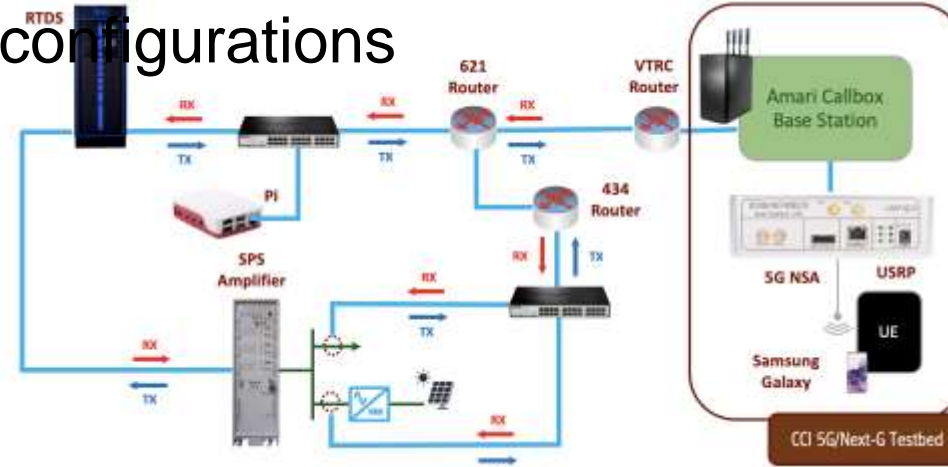 RTDS
configurations
RX
TX
RX
TX
621
Router
RX
TX
VTRC
Router
Amari Callbox
Base Station
Pi
434
Router
RX
TX
SPS
Amplifier
RX
TX
RX
TX
5G NSA
USRP
UE
Samsung
Galaxy
RX
CCI 5G/Next-G Testbed